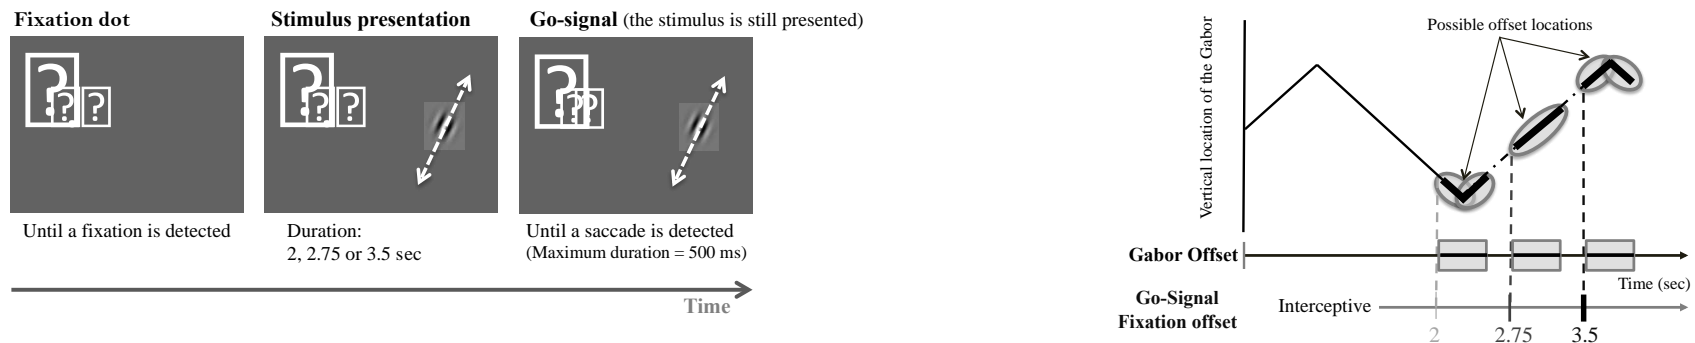 Fixation dot
Stimulus presentation
Go-signal (the stimulus is still presented)
?
?
?
?
?
?
?
?
?
Until a fixation is detected
Duration:
2, 2.75 or 3.5 sec
Until a saccade is detected
(Maximum duration = 500 ms)
Time
Vertical location of the Gabor
Possible offset locations
Gabor Offset
Time (sec)
Go-Signal
Fixation offset
Interceptive
2
2.75
3.5